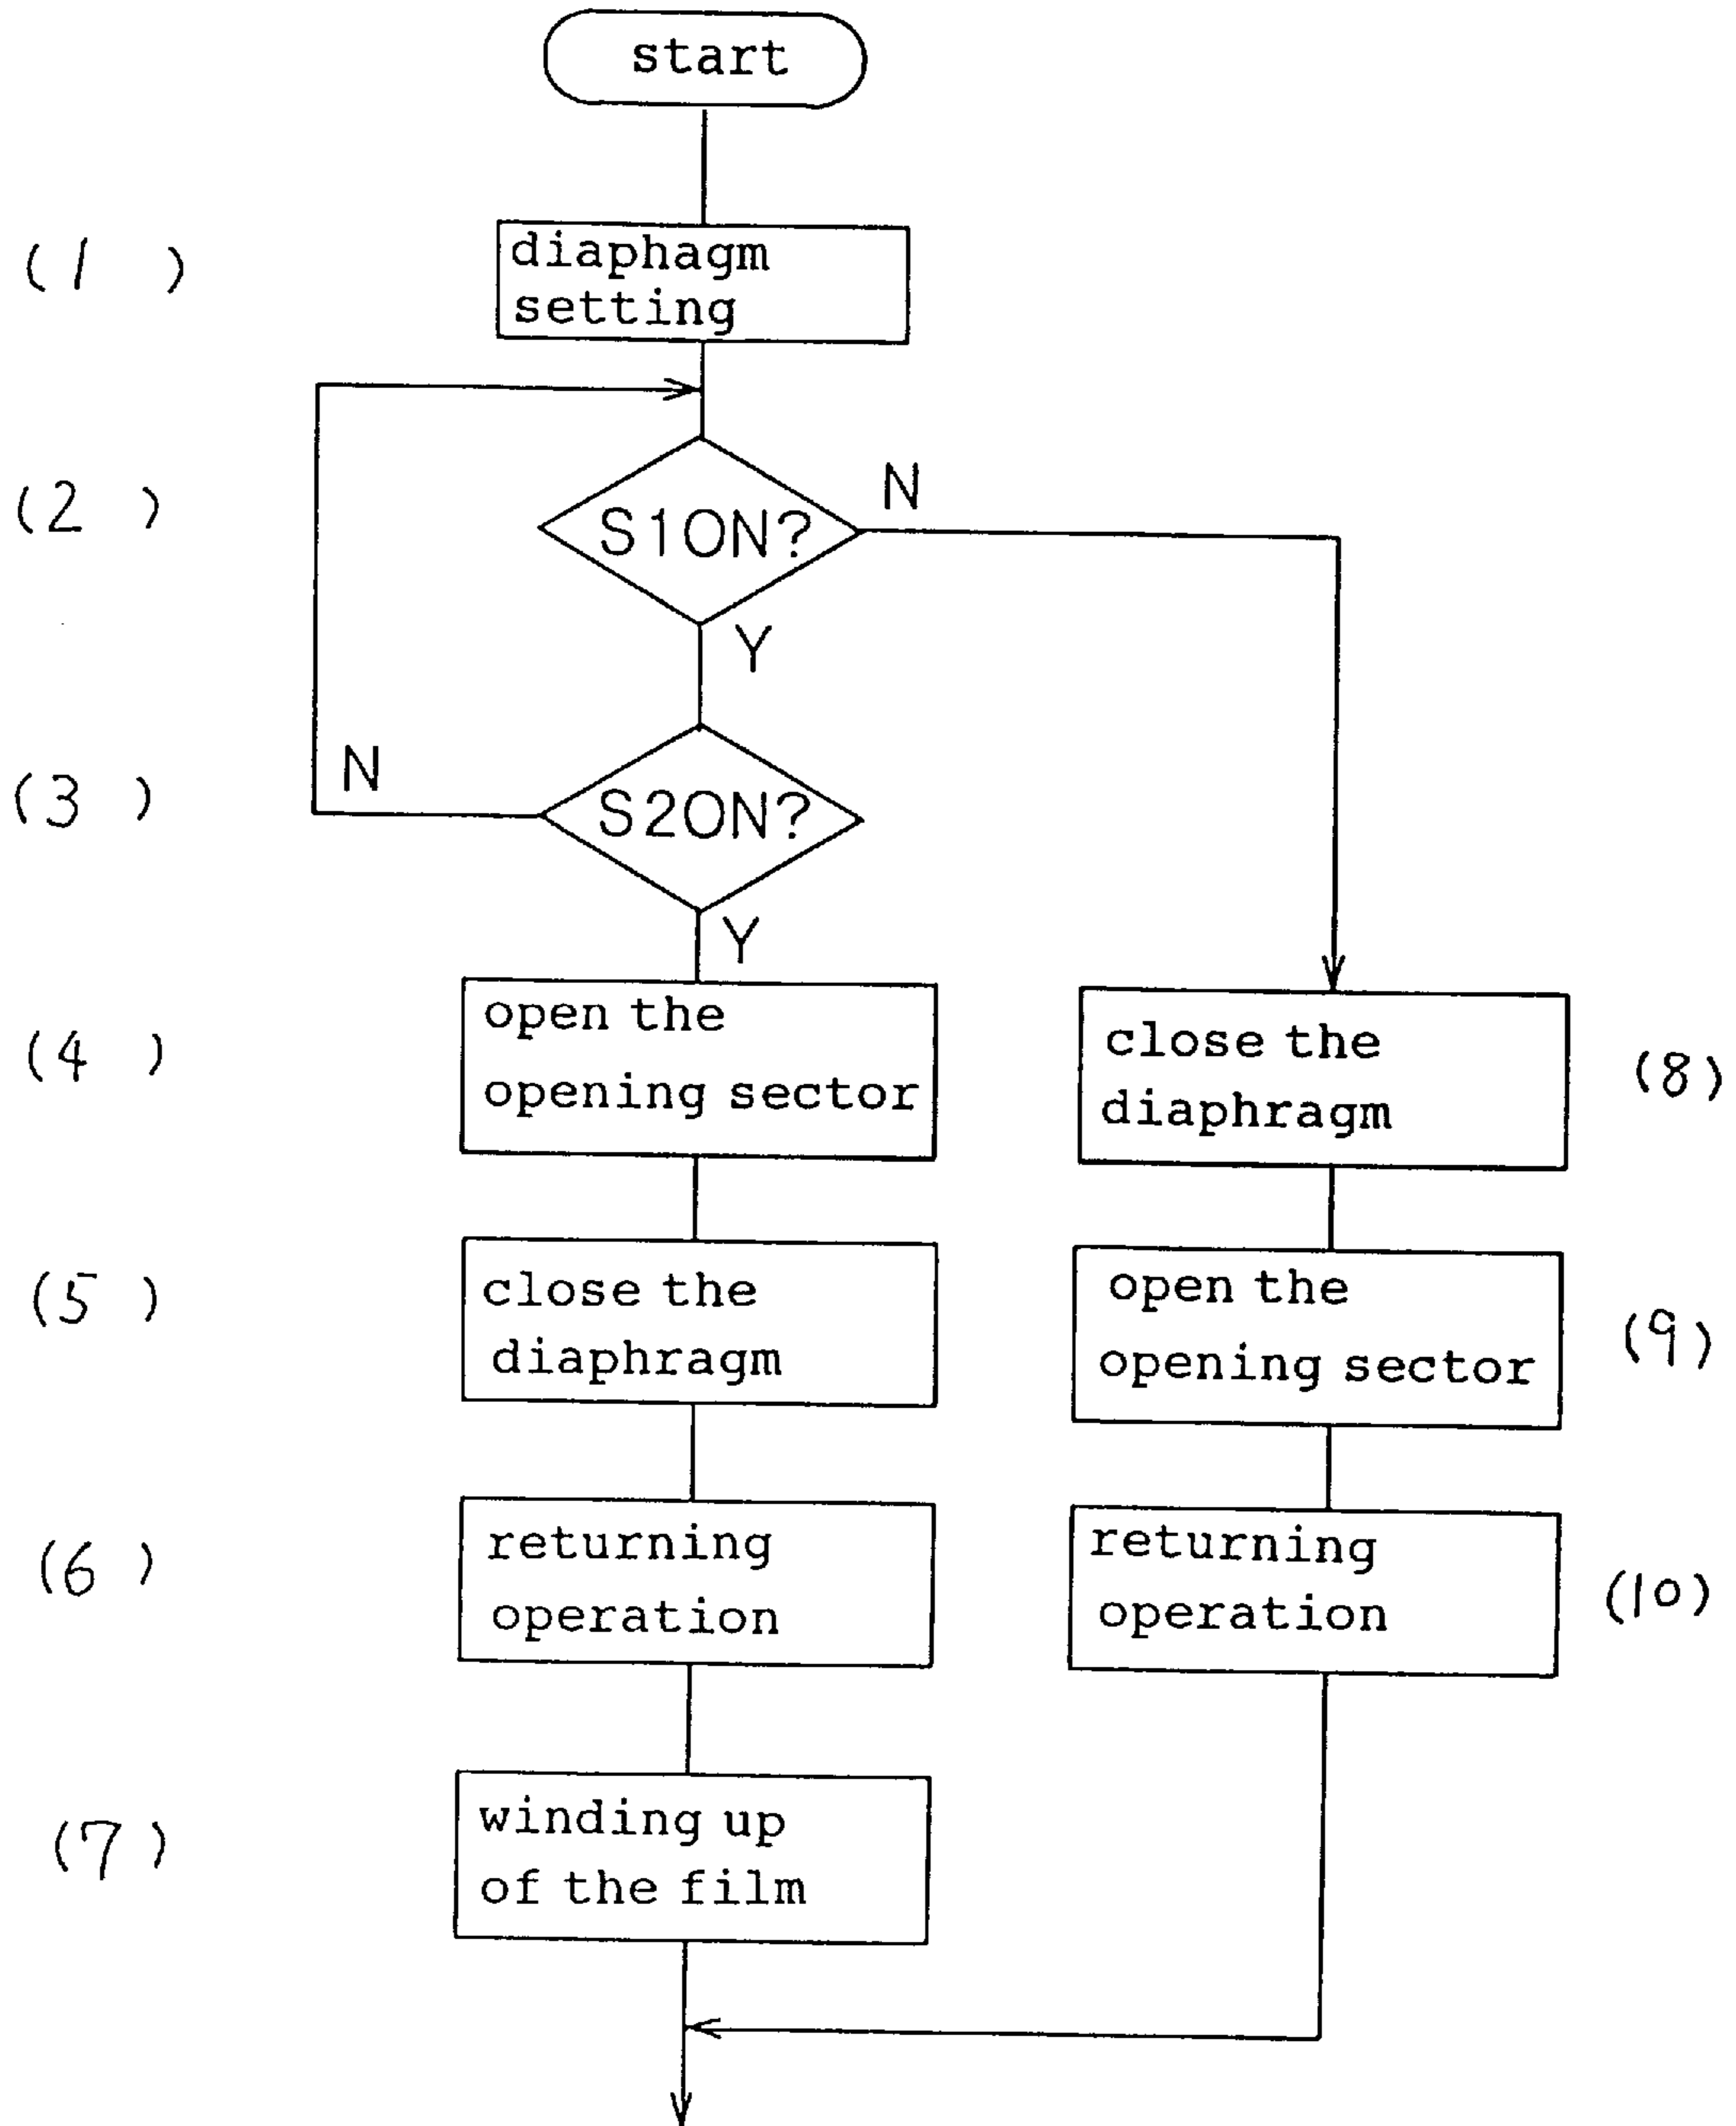 start
(1)
diaphagm
setting
(2)
S1ON?
N
Y
(3)
N
S2ON?
Y
(4)
open the
opening sector
close the
diaphragm
(8)
(5)
close the
diaphragm
open the
opening sector
(9)
(6)
returning
operation
returning
operation
(10)
(7)
winding up
of the film